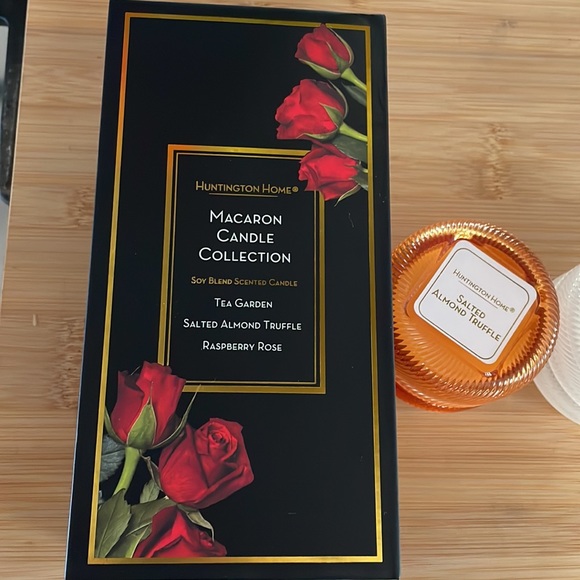 Huntington Home®
Macaron
Candle
Collection
Soy Blend Scented Candle
Tea Garden
Salted Almond Truffle
Raspberry Rose
Huntington Home®
Salted
Almond Truffle